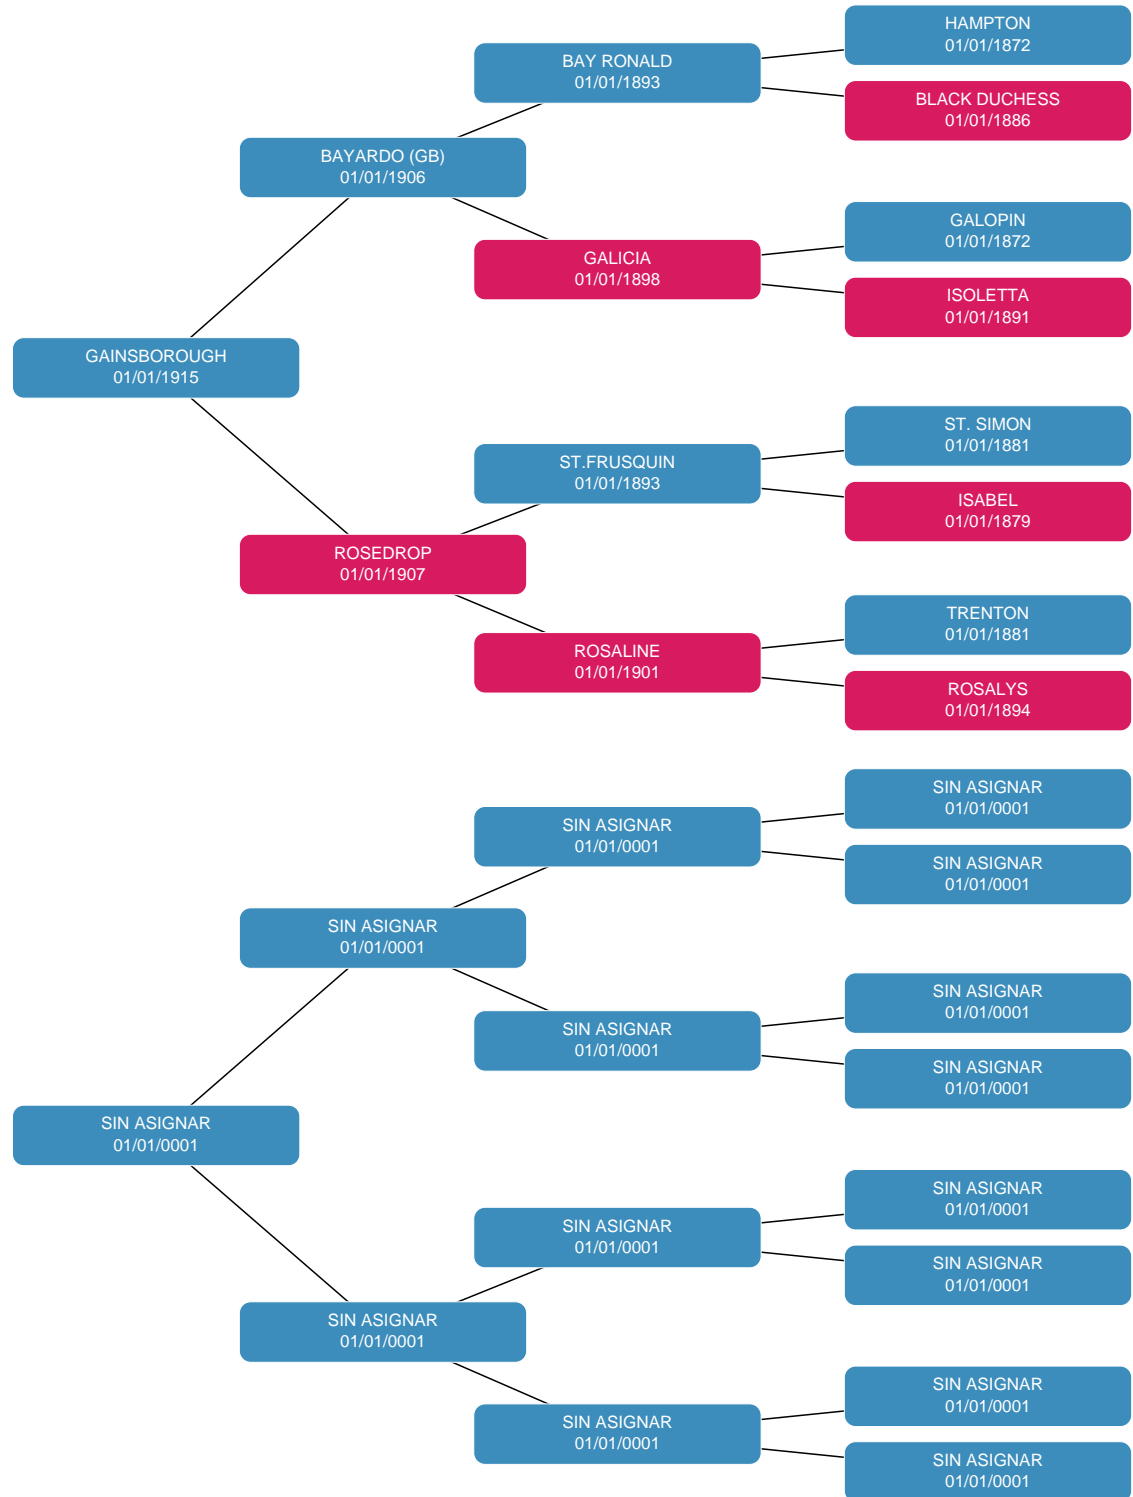 HAMPTON
01/01/1872
BAY RONALD
01/01/1893
BLACK DUCHESS
01/01/1886
BAYARDO (GB)
01/01/1906
GALOPIN
01/01/1872
GALICIA
01/01/1898
ISOLETTA
01/01/1891
GAINSBOROUGH
01/01/1915
ST. SIMON
01/01/1881
ST.FRUSQUIN
01/01/1893
ISABEL
01/01/1879
ROSEDROP
01/01/1907
TRENTON
01/01/1881
ROSALINE
01/01/1901
ROSALYS
01/01/1894
SIN ASIGNAR
01/01/0001
SIN ASIGNAR
01/01/0001
SIN ASIGNAR
01/01/0001
SIN ASIGNAR
01/01/0001
SIN ASIGNAR
01/01/0001
SIN ASIGNAR
01/01/0001
SIN ASIGNAR
01/01/0001
SIN ASIGNAR
01/01/0001
SIN ASIGNAR
01/01/0001
SIN ASIGNAR
01/01/0001
SIN ASIGNAR
01/01/0001
SIN ASIGNAR
01/01/0001
SIN ASIGNAR
01/01/0001
SIN ASIGNAR
01/01/0001
SIN ASIGNAR
01/01/0001